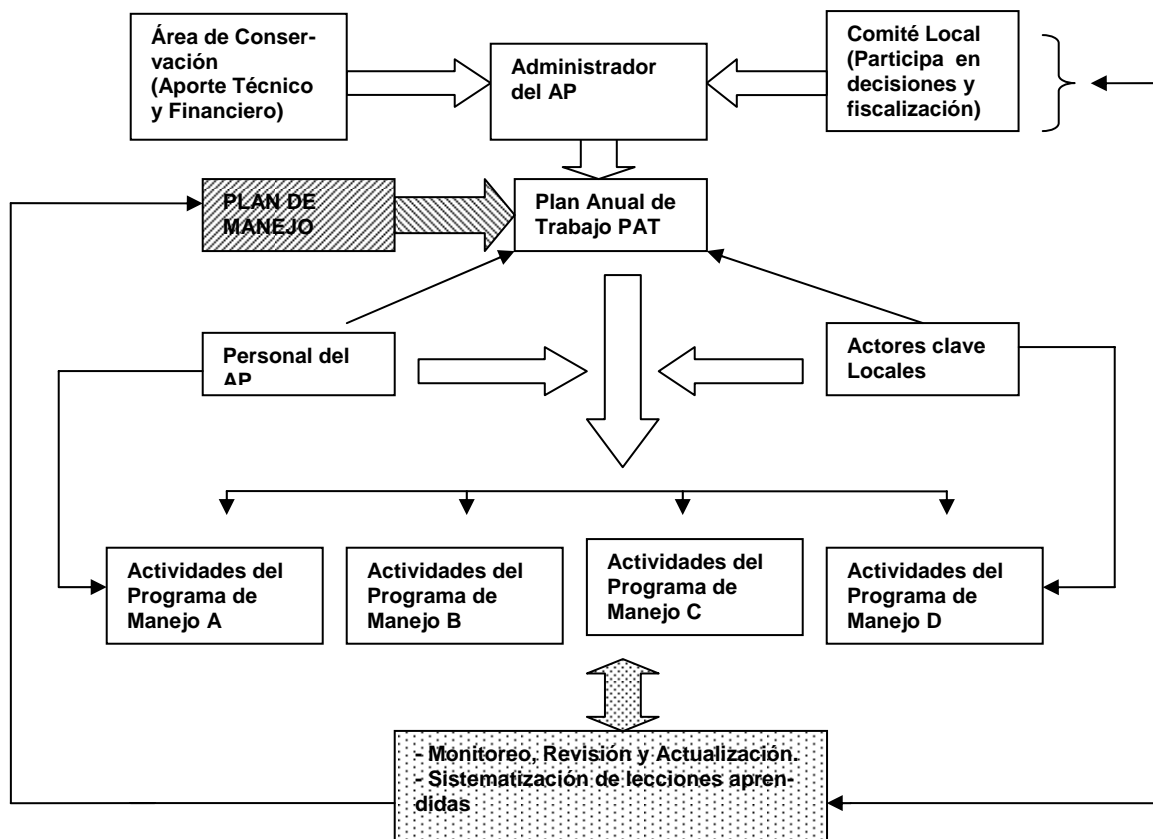 Área de Conser-
vación
(Aporte Técnico
y Financiero)
Administrador
del AP
Comité Local
(Participa en
decisiones y
fiscalización)
PLAN DE
MANEJO
Plan Anual de
Trabajo PAT
Personal del
AP
Actores clave
Locales
Actividades del
Programa de
Manejo A
Actividades del
Programa de
Manejo B
Actividades del
Programa de
Manejo C
Actividades del
Programa de
Manejo D
- Monitoreo, Revisión y Actualización.
- Sistematización de lecciones apren-
didas